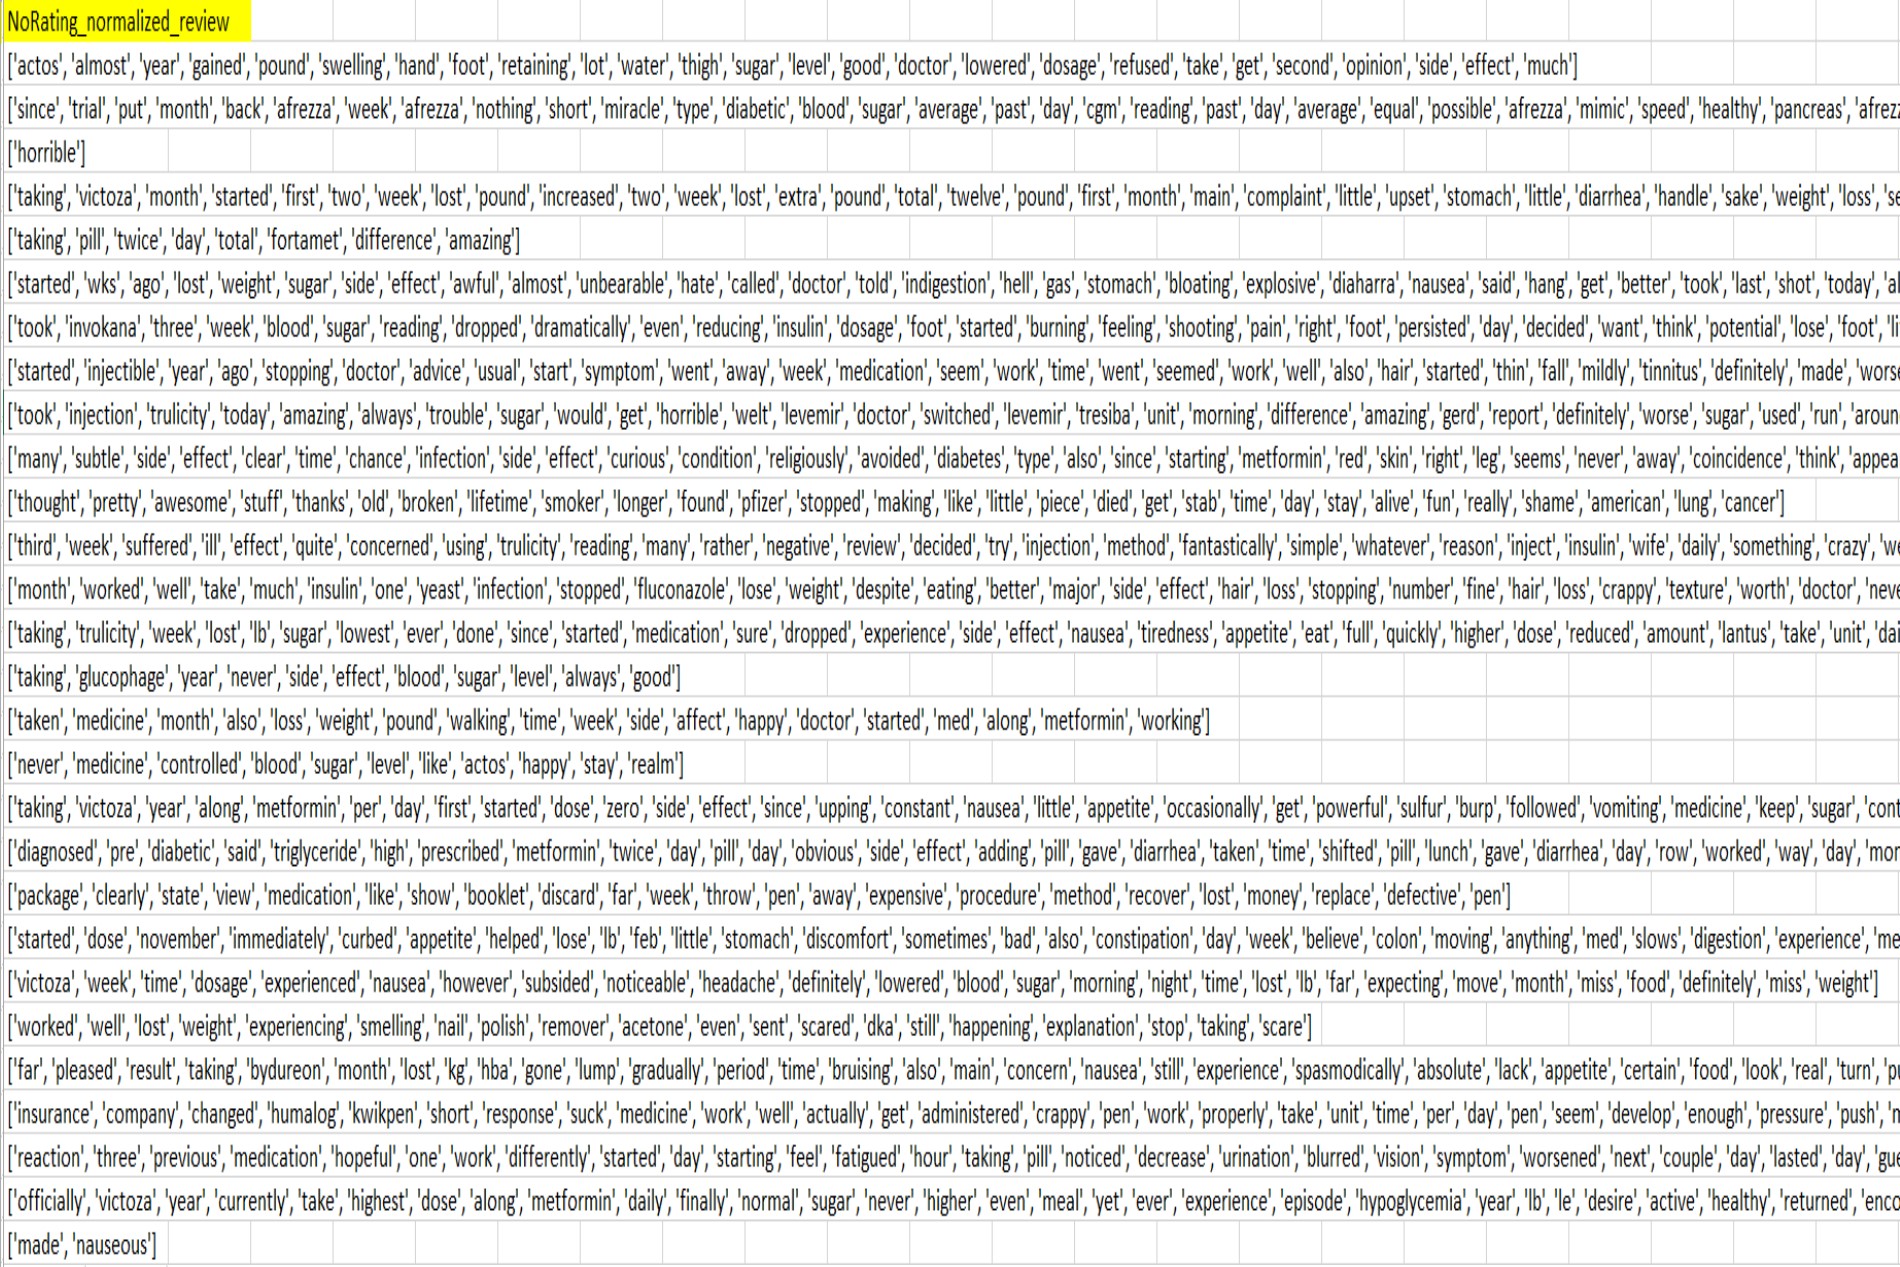 NoRating_normalized_review
['actos', 'almost', 'year', 'gained', 'pound', 'swelling', 'hand', 'foot', 'retaining', 'lot', 'water', 'thigh', 'sugar', 'level', 'good', 'doctor', 'lowered', 'dosage', 'refused', 'take', 'get', 'second', 'opinion', 'side', 'effect', 'much']
['since', 'trial', 'put', 'month', 'back', 'afrezza', 'week', 'afrezza', 'nothing', 'short', 'miracle', 'type', 'diabetic', 'blood', 'sugar', 'average', 'past', 'day', 'cgm', 'reading', 'past', 'day', 'average', 'equal', 'possible', 'afrezza', 'mimic', 'speed', 'healthy', 'pancreas', 'afrezz
['horrible']
['taking', 'victoza', 'month', 'started', 'first', 'two', 'week', 'lost', 'pound', 'increased', 'two', 'week', 'lost', 'extra', 'pound', 'total', 'twelve', 'pound', 'first', 'month', 'main', 'complaint', 'little', 'upset', 'stomach', 'little', 'diarrhea', 'handle', 'sake', 'weight', 'loss', 'se
['taking', 'pill', 'twice', 'day', 'total', 'fortamet', 'difference', 'amazing']
['started', 'wks', 'ago', 'lost', 'weight', 'sugar', 'side', 'effect', 'awful', 'almost', 'unbearable', 'hate', 'called', 'doctor', 'told', 'indigestion', 'hell', 'gas', 'stomach', 'bloating', 'explosive', 'diaharra', 'nausea', 'said', 'hang', 'get', 'better', 'took', 'last', 'shot', 'today', 'al
['took', 'invokana', 'three', 'week', 'blood', 'sugar', 'reading', 'dropped', 'dramatically', 'even', 'reducing', 'insulin', 'dosage', 'foot', 'started', 'burning', 'feeling', 'shooting', 'pain', 'right', 'foot', 'persisted', 'day', 'decided', 'want', 'think', 'potential', 'lose', 'foot', 'li
['started', 'injectible', 'year', 'ago', 'stopping', 'doctor', 'advice', 'usual', 'start', 'symptom', 'went', 'away', 'week', 'medication', 'seem', 'work', 'time', 'went', 'seemed', 'work', 'well', 'also', 'hair', 'started', 'thin', 'fall', 'mildly', 'tinnitus', 'definitely', 'made', 'worse
['took', 'injection', 'trulicity', 'today', 'amazing', 'always', 'trouble', 'sugar', 'would', 'get', 'horrible', 'welt', 'levemir', 'doctor', 'switched', 'levemir', 'tresiba', 'unit', 'morning', 'difference', 'amazing', 'gerd', 'report', 'definitely', 'worse', 'sugar', 'used', 'run', 'aroun
['many', 'subtle', 'side', 'effect', 'clear', 'time', 'chance', 'infection', 'side', 'effect', 'curious', 'condition', 'religiously', 'avoided', 'diabetes', 'type', 'also', 'since', 'starting', 'metformin', 'red', 'skin', 'right', 'leg', 'seems', 'never', 'away', 'coincidence', 'think', 'appea
['thought', 'pretty', 'awesome', 'stuff', 'thanks', 'old', 'broken', 'lifetime', 'smoker', 'longer', 'found', 'pfizer', 'stopped', 'making', 'like', 'little', 'piece', 'died', 'get', 'stab', 'time', 'day', 'stay', 'alive', 'fun', 'really', 'shame', 'american', 'lung', 'cancer']
['third', 'week', 'suffered', 'ill', 'effect', 'quite', 'concerned', 'using', 'trulicity', 'reading', 'many', 'rather', 'negative', 'review', 'decided', 'try', 'injection', 'method', 'fantastically', 'simple', 'whatever', 'reason', 'inject', 'insulin', 'wife', 'daily', 'something', 'crazy', 'we
['month', 'worked', 'well', 'take', 'much', 'insulin', 'one', 'yeast', 'infection', 'stopped', 'fluconazole', 'lose', 'weight', 'despite', 'eating', 'better', 'major', 'side', 'effect', 'hair', 'loss', 'stopping', 'number', 'fine', 'hair', 'loss', 'crappy', 'texture', 'worth', 'doctor', 'neve
['taking', 'trulicity', 'week', 'lost', 'lb', 'sugar', 'lowest', 'ever', 'done', 'since', 'started', 'medication', 'sure', 'dropped', 'experience', 'side', 'effect', 'nausea', 'tiredness', 'appetite', 'eat', 'full', 'quickly', 'higher', 'dose', 'reduced', 'amount', 'lantus', 'take', 'unit', 'dai
['taking', 'glucophage', 'year', 'never', 'side', 'effect', 'blood', 'sugar', 'level', 'always', 'good']
['taken', 'medicine', 'month', 'also', 'loss', 'weight', 'pound', 'walking', 'time', 'week', 'side', 'affect', 'happy', 'doctor', 'started', 'med', 'along', 'metformin', 'working']
['never', 'medicine', 'controlled', 'blood', 'sugar', 'level', 'like', 'actos', 'happy', 'stay', 'realm']
['taking', 'victoza', 'year', 'along', 'metformin', 'per', 'day', 'first', 'started', 'dose', 'zero', 'side', 'effect', 'since', 'upping', 'constant', 'nausea', 'little', 'appetite', 'occasionally', 'get', 'powerful', 'sulfur', 'burp', 'followed', 'vomiting', 'medicine', 'keep', 'sugar', 'cont
['diagnosed', 'pre', 'diabetic', 'said', 'triglyceride', 'high', 'prescribed', 'metformin', 'twice', 'day', 'pill', 'day', 'obvious', 'side', 'effect', 'adding', 'pill', 'gave', 'diarrhea', 'taken', 'time', 'shifted', 'pill', 'lunch', 'gave', 'diarrhea', 'day', 'row', 'worked', 'way', 'day', 'mor
['package', 'clearly', 'state', 'view', 'medication', 'like', 'show', 'booklet', 'discard', 'far', 'week', 'throw', 'pen', 'away', 'expensive', 'procedure', 'method', 'recover', 'lost', 'money', 'replace', 'defective', 'pen']
['started', 'dose', 'november', 'immediately', 'curbed', 'appetite', 'helped', 'lose', 'lb', 'feb', 'little', 'stomach', 'discomfort', 'sometimes', 'bad', 'also', 'constipation', 'day', 'week', 'believe', 'colon', 'moving', 'anything', 'med', 'slows', 'digestion', 'experience', 'me
['victoza', 'week', 'time', 'dosage', 'experienced', 'nausea', 'however', 'subsided', 'noticeable', 'headache', 'definitely', 'lowered', 'blood', 'sugar', 'morning', 'night', 'time', 'lost', 'lb', 'far', 'expecting', 'move', 'month', 'miss', 'food', 'definitely', 'miss', 'weight']
['worked', 'well', 'lost', 'weight', 'experiencing', 'smelling', 'nail', 'polish', 'remover', 'acetone', 'even', 'sent', 'scared', 'dka', 'still', 'happening', 'explanation', 'stop', 'taking', 'scare']
['far', 'pleased', 'result', 'taking', 'bydureon', 'month', 'lost', 'kg', 'hba', 'gone', 'lump', 'gradually', 'period', 'time', 'bruising', 'also', 'main', 'concern', 'nausea', 'still', 'experience', 'spasmodically', 'absolute', 'lack', 'appetite', 'certain', 'food', 'look', 'real', 'turn', 'pu
['insurance', 'company', 'changed', 'humalog', 'kwikpen', 'short', 'response', 'suck', 'medicine', 'work', 'well', 'actually', 'get', 'administered', 'crappy', 'pen', 'work', 'properly', 'take', 'unit', 'time', 'per', 'day', 'pen', 'seem', 'develop', 'enough', 'pressure', 'push', 'n
['reaction', 'three', 'previous', 'medication', 'hopeful', 'one', 'work', 'differently', 'started', 'day', 'starting', 'feel', 'fatigued', 'hour', 'taking', 'pill', 'noticed', 'decrease', 'urination', 'blurred', 'vision', 'symptom', 'worsened', 'next', 'couple', 'day', 'lasted', 'day', 'gue
['officially', 'victoza', 'year', 'currently', 'take', 'highest', 'dose', 'along', 'metformin', 'daily', 'finally', 'normal', 'sugar', 'never', 'higher', 'even', 'meal', 'yet', 'ever', 'experience', 'episode', 'hypoglycemia', 'year', 'lb', 'le', 'desire', 'active', 'healthy', 'returned', 'enco
['made', 'nauseous']